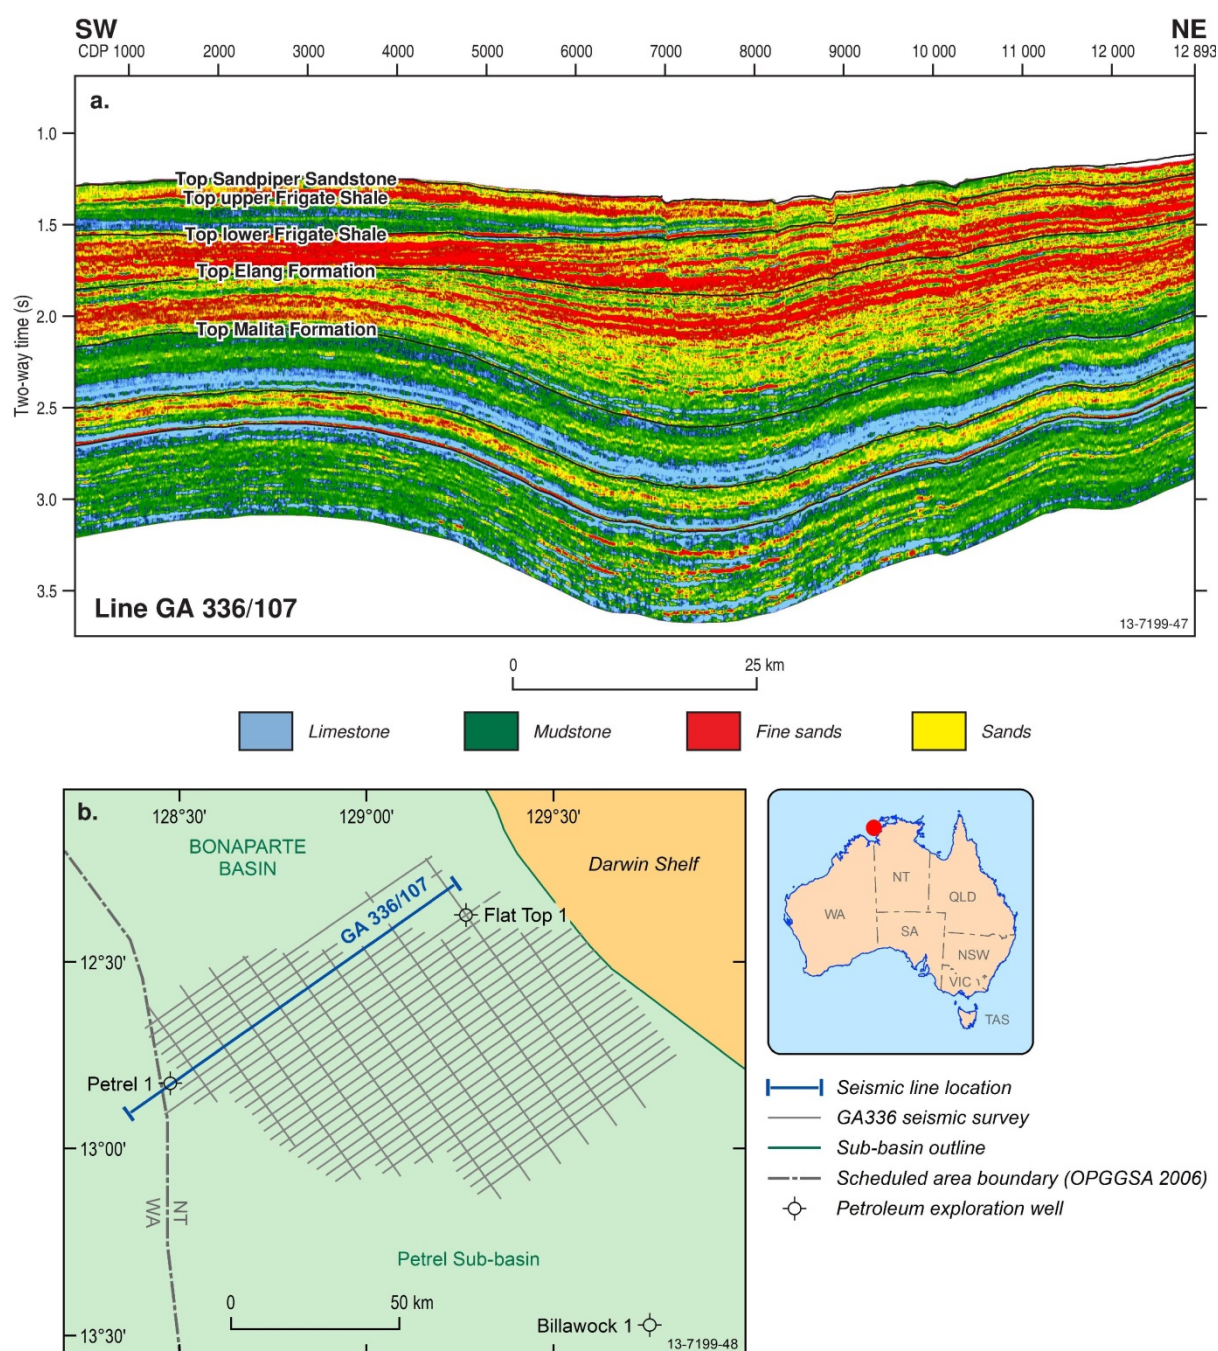 SW
NE
CDP 1000 2000 3000 4000 5000 6000 7000 8000 9000 10 000 11 000 12 000 12 893
a.
1.0
Top Sandpiper Sandstone
Top upper Frigate Shale
1.5
Top lower Frigate Shale
Top Elang Formation
2.0
Top Malita Formation
Two-way time (s)
2.5
3.0
3.5
Line GA 336/107
13-7199-47
0 25 km
Limestone Mudstone Fine sands Sands
b.
128°30' 129°00' 129°30'
BONAPARTE
BASIN
Darwin Shelf
GA 336/107
Flat Top 1
12°30'
Petrel 1
13°00'
WA NT
Petrel Sub-basin
0 50 km
Billawock 1
13°30'
13-7199-48
NT
QLD
WA
SA
NSW
VIC
TAS
Seismic line location
GA336 seismic survey
Sub-basin outline
Scheduled area boundary (OPGGSA 2006)
Petroleum exploration well